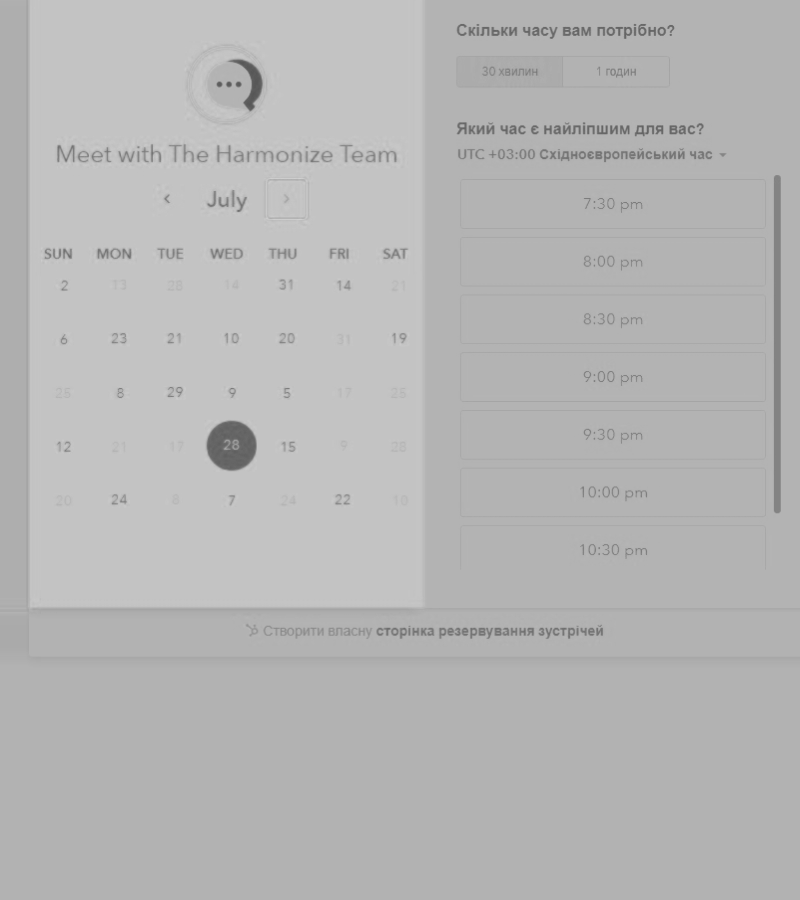 Meet with The Harmonize Team
July
SUN MON TUE WED THU FRI SAT
2 13 28 14 31 14 21
6 23 21 10 20 31 19
25 8 29 9 5 17 25
12 21 17 28 15 9 28
20 24 8 7 24 22 10
Скільки часу вам потрібно?
30 хвилин 1 годин
Який час є найліпшим для вас?
UTC +03:00 Східноєвропейський час
7:30 pm
8:00 pm
8:30 pm
9:00 pm
9:30 pm
10:00 pm
10:30 pm
Створити власну сторінка резервування зустрічей